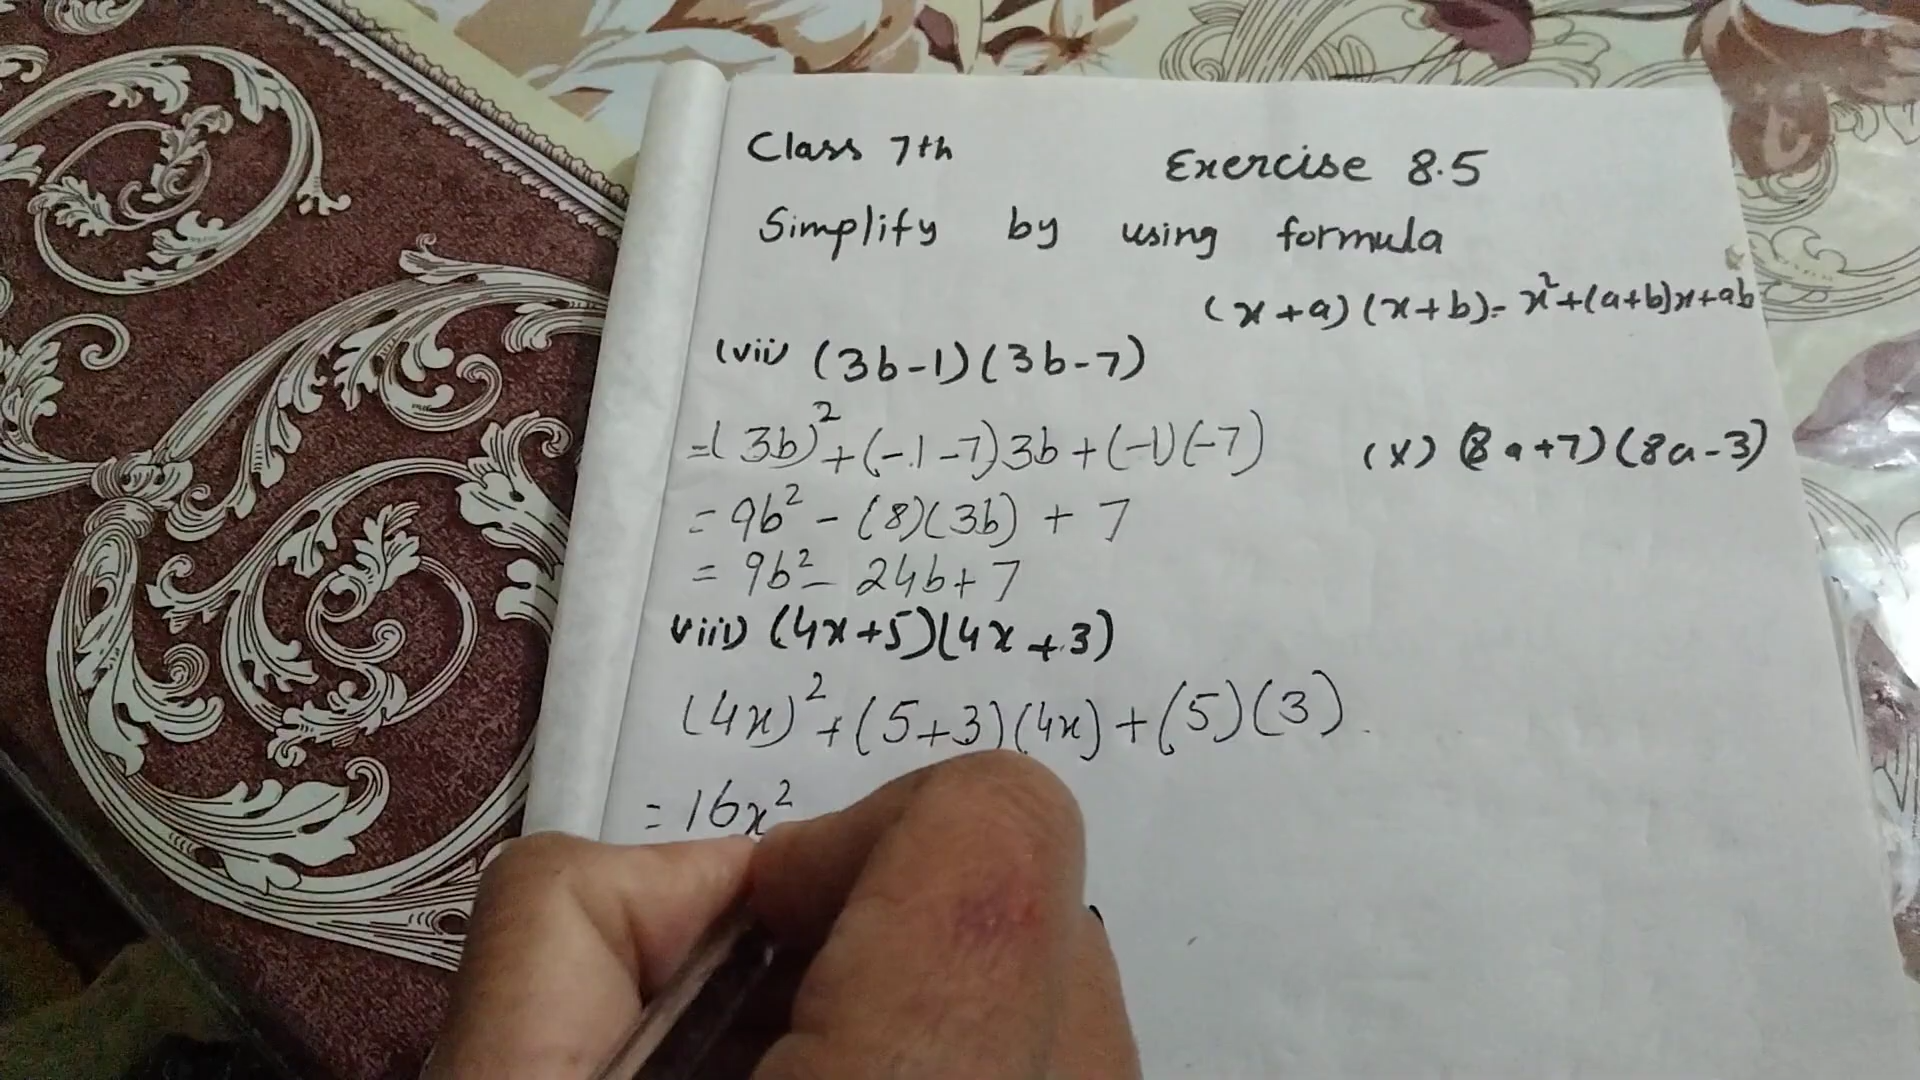 Class 7th Exercise 8.5
Simplify by using formula
(x+a)(x+b)= x²+(a+b)x+ab
(vii) (3b-1)(3b-7)
=(3b)²+(-1-7)3b+(-1)(-7)
= 9b² - (8)(3b) + 7
= 9b² - 24b+7
viii) (4x+5)(4x+3)
(4x)²+(5+3)(4x)+(5)(3)
= 16x²
(x) (8a+7)(8a-3)